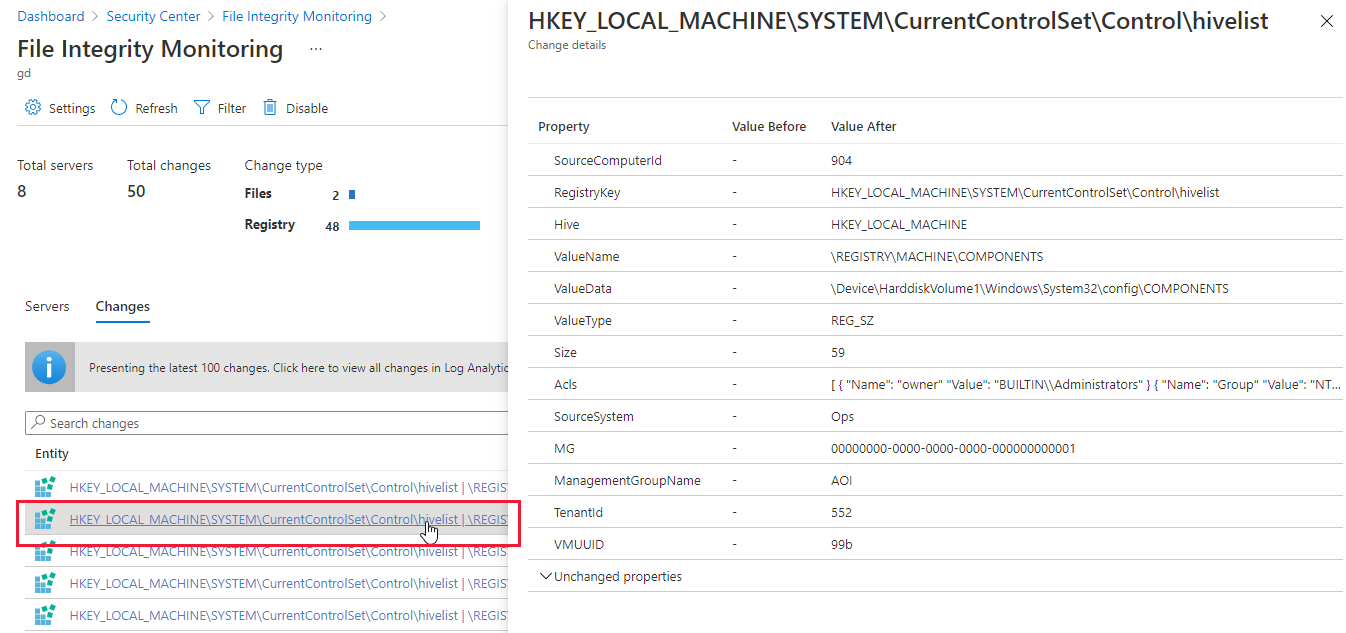 Dashboard > Security Center > File Integrity Monitoring >
File Integrity Monitoring ...
gd
Settings Refresh Filter Disable
Total servers Total changes Change type
8 50 Files 2
Registry 48
Servers Changes
Presenting the latest 100 changes. Click here to view all changes in Log Analytic
Search changes
Entity
HKEY_LOCAL_MACHINE\SYSTEM\CurrentControlSet\Control\hivelist | \REGIS
HKEY_LOCAL_MACHINE\SYSTEM\CurrentControlSet\Control\hivelist | \REGIS
HKEY_LOCAL_MACHINE\SYSTEM\CurrentControlSet\Control\hivelist | \REGIS
HKEY_LOCAL_MACHINE\SYSTEM\CurrentControlSet\Control\hivelist | \REGIS
HKEY_LOCAL_MACHINE\SYSTEM\CurrentControlSet\Control\hivelist | \REGIS
HKEY_LOCAL_MACHINE\SYSTEM\CurrentControlSet\Control\hivelist
Change details
Property Value Before Value After
SourceComputerId - 904
RegistryKey - HKEY_LOCAL_MACHINE\SYSTEM\CurrentControlSet\Control\hivelist
Hive - HKEY_LOCAL_MACHINE
ValueName - \REGISTRY\MACHINE\COMPONENTS
ValueData - \Device\HarddiskVolume1\Windows\System32\config\COMPONENTS
ValueType - REG_SZ
Size - 59
Acls - [ { "Name": "owner" "Value": "BUILTIN\\Administrators" } { "Name": "Group" "Value": "NT...
SourceSystem - Ops
MG - 00000000-0000-0000-0000-000000000001
ManagementGroupName - AOI
TenantId - 552
VMUUID - 99b
Unchanged properties